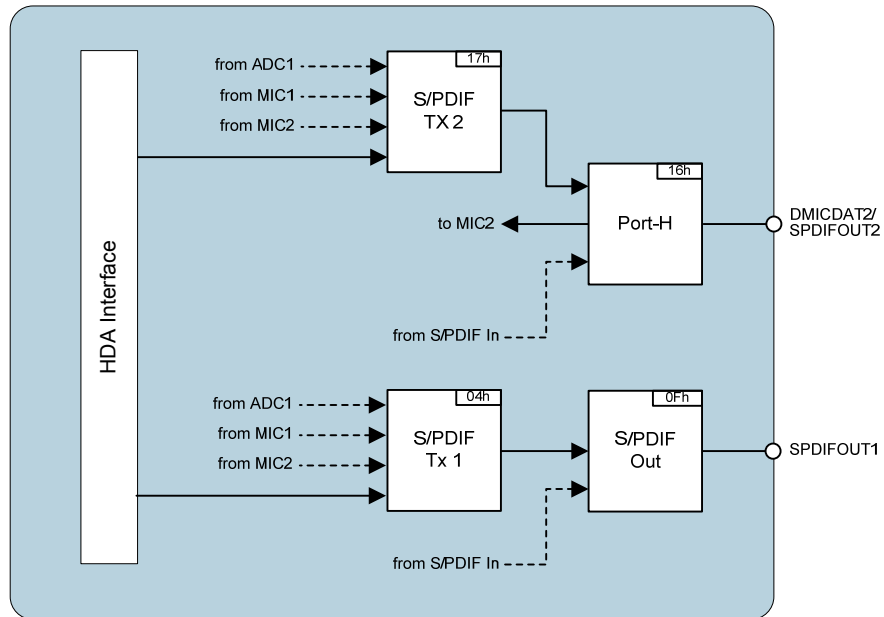 17h
from ADC1
from MIC1
from MIC2
S/PDIF
TX 2
16h
to MIC2
Port-H
DMICDAT2/
SPDIFOUT2
from S/PDIF In
HDA Interface
04h
from ADC1
from MIC1
from MIC2
S/PDIF
Tx 1
0Fh
S/PDIF
Out
SPDIFOUT1
from S/PDIF In